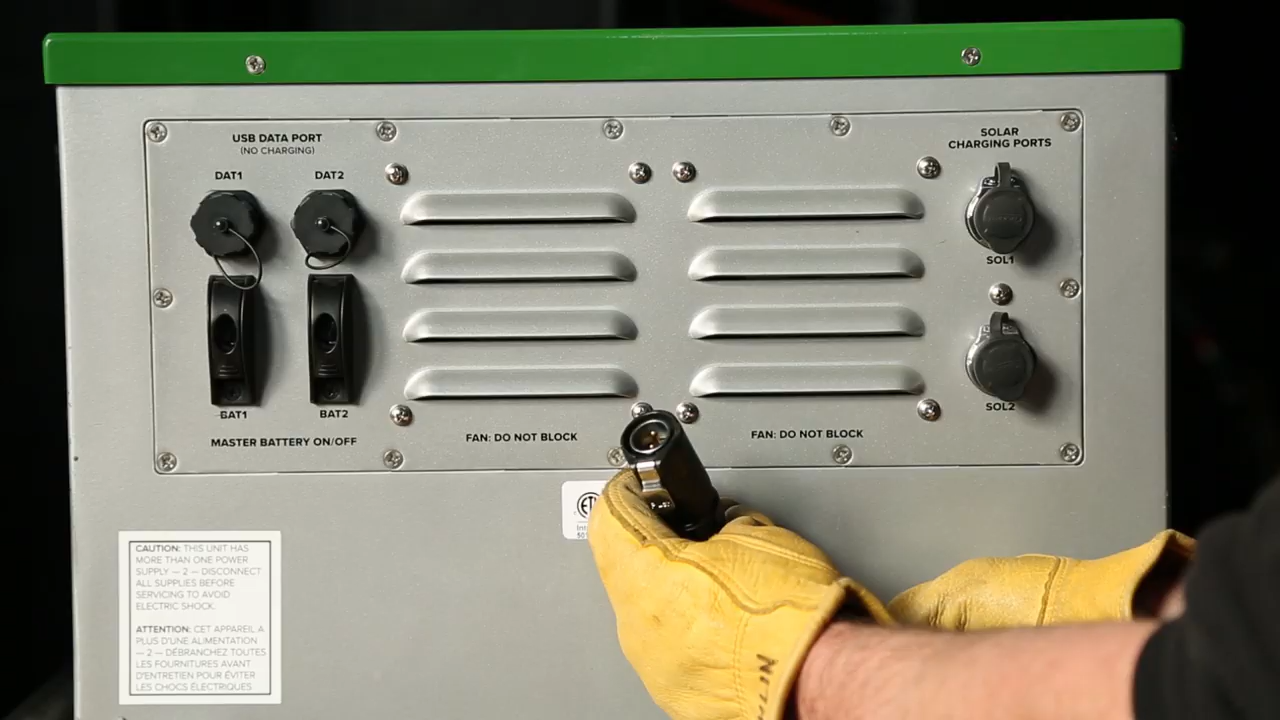 USB DATA PORT
(NO CHARGING)
DAT1
DAT2
BAT1
BAT2
MASTER BATTERY ON/OFF
FAN: DO NOT BLOCK
FAN: DO NOT BLOCK
SOLAR
CHARGING PORTS
SOL1
SOL2
CAUTION: THIS UNIT HAS
MORE THAN ONE POWER
SUPPLY — 2 — DISCONNECT
ALL SUPPLIES BEFORE
SERVICING TO AVOID
ELECTRIC SHOCK.
ATTENTION: CET APPAREIL A
PLUS D'UNE ALIMENTATION
— 2 — DÉBRANCHEZ TOUTES
LES FOURNITURES AVANT
D'ENTRETIEN POUR ÉVITER
LES CHOCS ÉLECTRIQUES